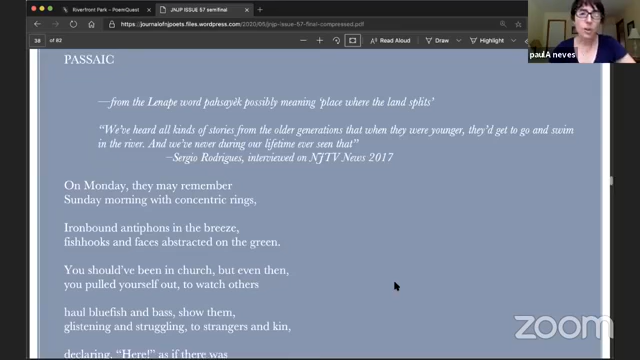 Riverfront Park - PoemQuest
JNJP ISSUE 57 semifinal
https://journalofnjpoets.files.wordpress.com/2020/05/jnjp-issue-57-final-compressed.pdf
38 of 82
Read Aloud
Draw
Highlight
paulA neves
PASSAIC
—from the Lenape word pahsayèk possibly meaning ‘place where the land splits’
“We’ve heard all kinds of stories from the older generations that when they were younger, they’d get to go and swim
in the river. And we’ve never during our lifetime ever seen that”
–Sergio Rodrigues, interviewed on NJTV News 2017
On Monday, they may remember
Sunday morning with concentric rings,
Ironbound antiphons in the breeze,
fishhooks and faces abstracted on the green.
You should’ve been in church, but even then,
you pulled yourself out, to watch others
haul bluefish and bass, show them,
glistening and struggling, to strangers and kin,
declaring, “Here!” as if there was
zoom